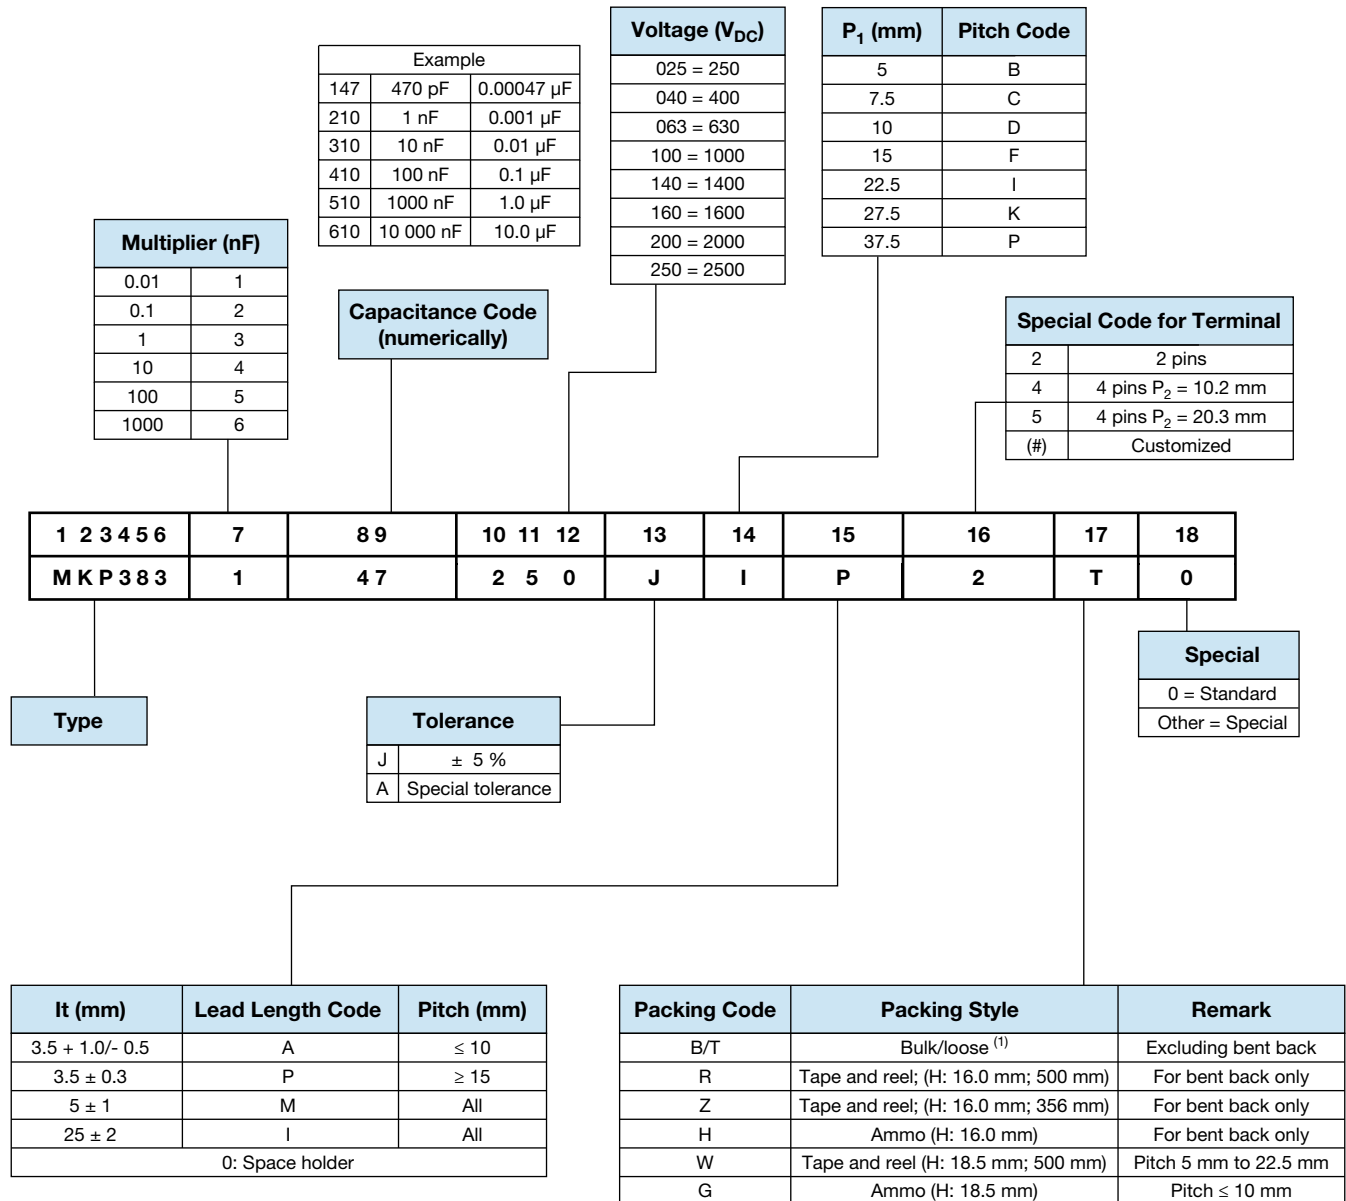 Example
147 470 pF 0.00047 µF
210 1 nF 0.001 µF
310 10 nF 0.01 µF
410 100 nF 0.1 µF
510 1000 nF 1.0 µF
610 10 000 nF 10.0 µF
Voltage (V_DC)
025 = 250
040 = 400
063 = 630
100 = 1000
140 = 1400
160 = 1600
200 = 2000
250 = 2500
P₁ (mm) Pitch Code
5 B
7.5 C
10 D
15 F
22.5 I
27.5 K
37.5 P
Multiplier (nF)
0.01 1
0.1 2
1 3
10 4
100 5
1000 6
Capacitance Code
(numerically)
Special Code for Terminal
2 2 pins
4 4 pins P₂ = 10.2 mm
5 4 pins P₂ = 20.3 mm
(#) Customized
1 2 3 4 5 6 7 8 9 10 11 12 13 14 15 16 17 18
M K P 3 8 3 1 4 7 2 5 0 J I P 2 T 0
Type
Tolerance
J ± 5 %
A Special tolerance
Special
0 = Standard
Other = Special
It (mm) Lead Length Code Pitch (mm)
3.5 + 1.0/- 0.5 A ≤ 10
3.5 ± 0.3 P ≥ 15
5 ± 1 M All
25 ± 2 I All
0: Space holder
Packing Code Packing Style Remark
B/T Bulk/loose ⁽¹⁾ Excluding bent back
R Tape and reel; (H: 16.0 mm; 500 mm) For bent back only
Z Tape and reel; (H: 16.0 mm; 356 mm) For bent back only
H Ammo (H: 16.0 mm) For bent back only
W Tape and reel (H: 18.5 mm; 500 mm) Pitch 5 mm to 22.5 mm
G Ammo (H: 18.5 mm) Pitch ≤ 10 mm